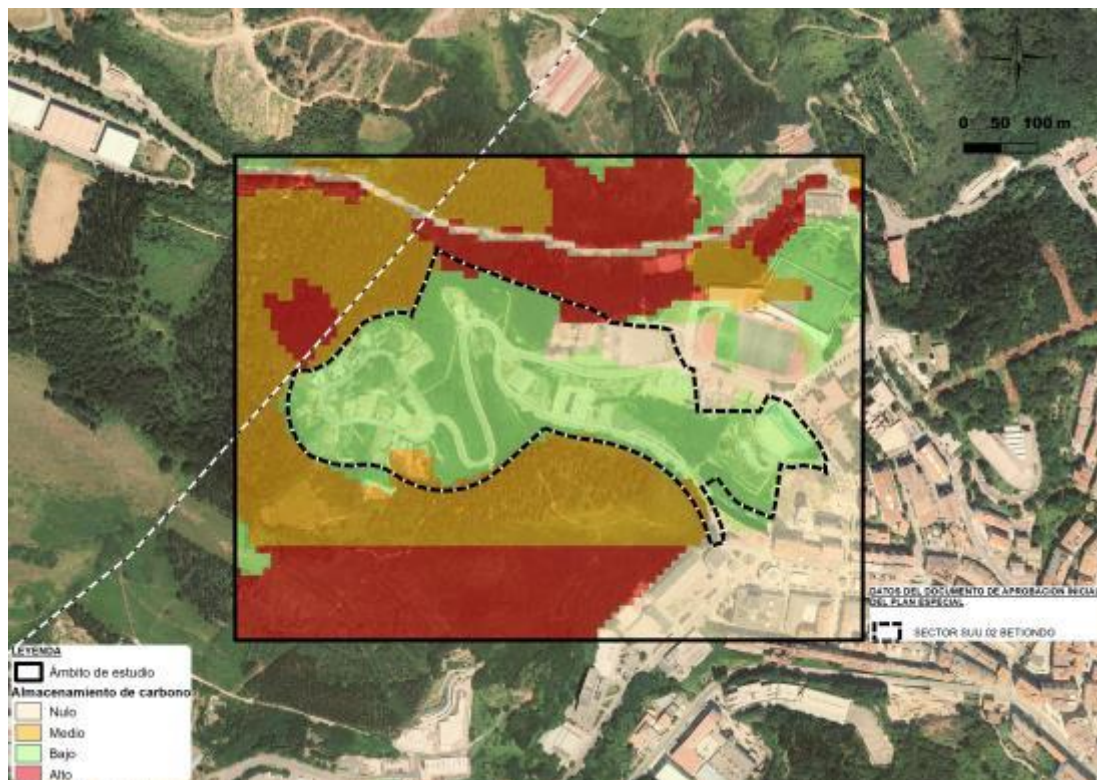 0 50 100 m
DATOS DEL DOCUMENTO DE APROBACIÓN INICIAL
DEL PLAN ESPECIAL
SECTOR SUU.02 BETIONDO
LEYENDA
Ámbito de estudio
Almacenamiento de carbono
Nulo
Medio
Bajo
Alto